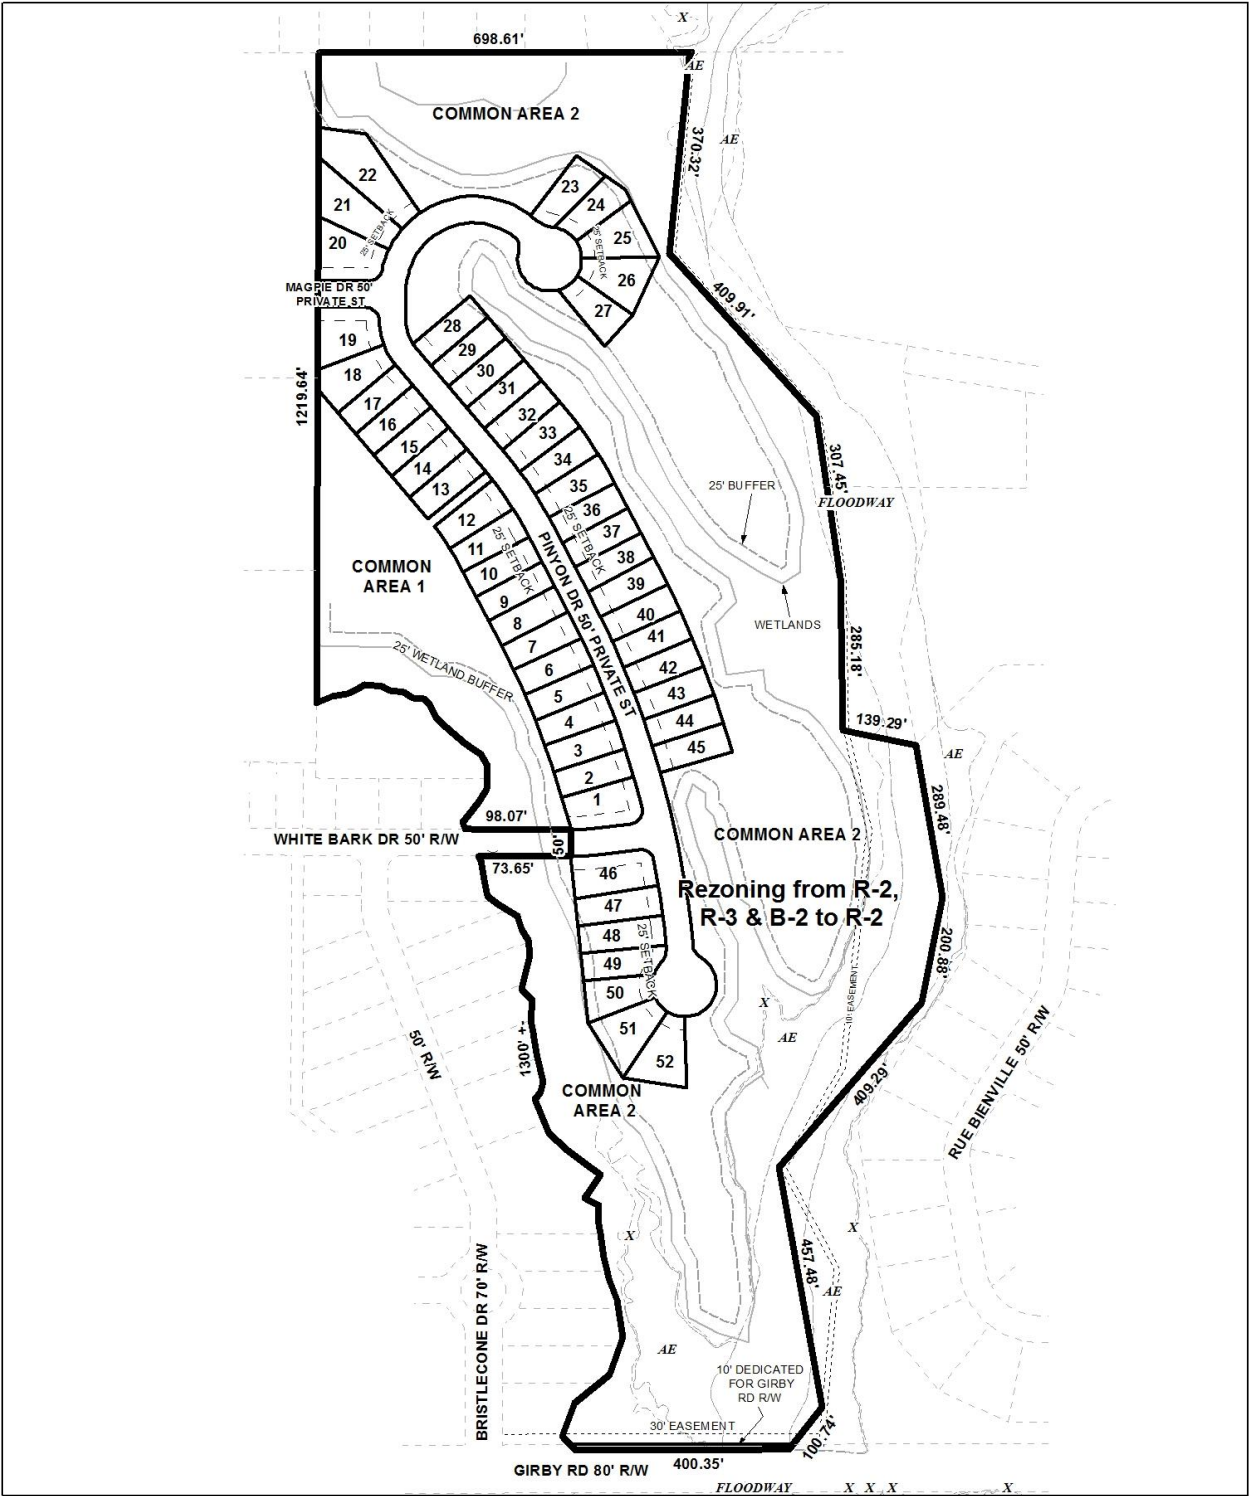 X
698.61'
AE
COMMON AREA 2
370.32'
AE
22
23
21
24
25' SETBACK
20
25
25' SETBACK
26
MAGPIE DR 50'
PRIVATE ST
27
409.91'
28
19
29
18
30
1219.64'
31
17
32
16
33
15
34
14
307.45'
13
35
25' BUFFER
FLOODWAY
36
12
25' SETBACK
37
11
25' SETBACK
38
10
39
COMMON
AREA 1
9
40
8
PINYON DR 50' PRIVATE ST
WETLANDS
41
7
285.18'
42
6
25' WETLAND BUFFER
43
5
44
4
139.29'
45
3
AE
2
1
289.48'
98.07'
COMMON AREA 2
WHITE BARK DR 50' R/W
50'
73.65'
46
Rezoning from R-2,
R-3 & B-2 to R-2
47
48
25' SETBACK
200.88'
49
50
10' EASEMENT
X
51
AE
50' R/W
1300' +-
52
COMMON
AREA 2
409.29'
RUE BIENVILLE 50' R/W
X
X
457.48'
AE
BRISTLECONE DR 70' R/W
AE
10' DEDICATED
FOR GIRBY
RD R/W
30' EASEMENT
100.74'
400.35'
GIRBY RD 80' R/W
FLOODWAY
X X X
X